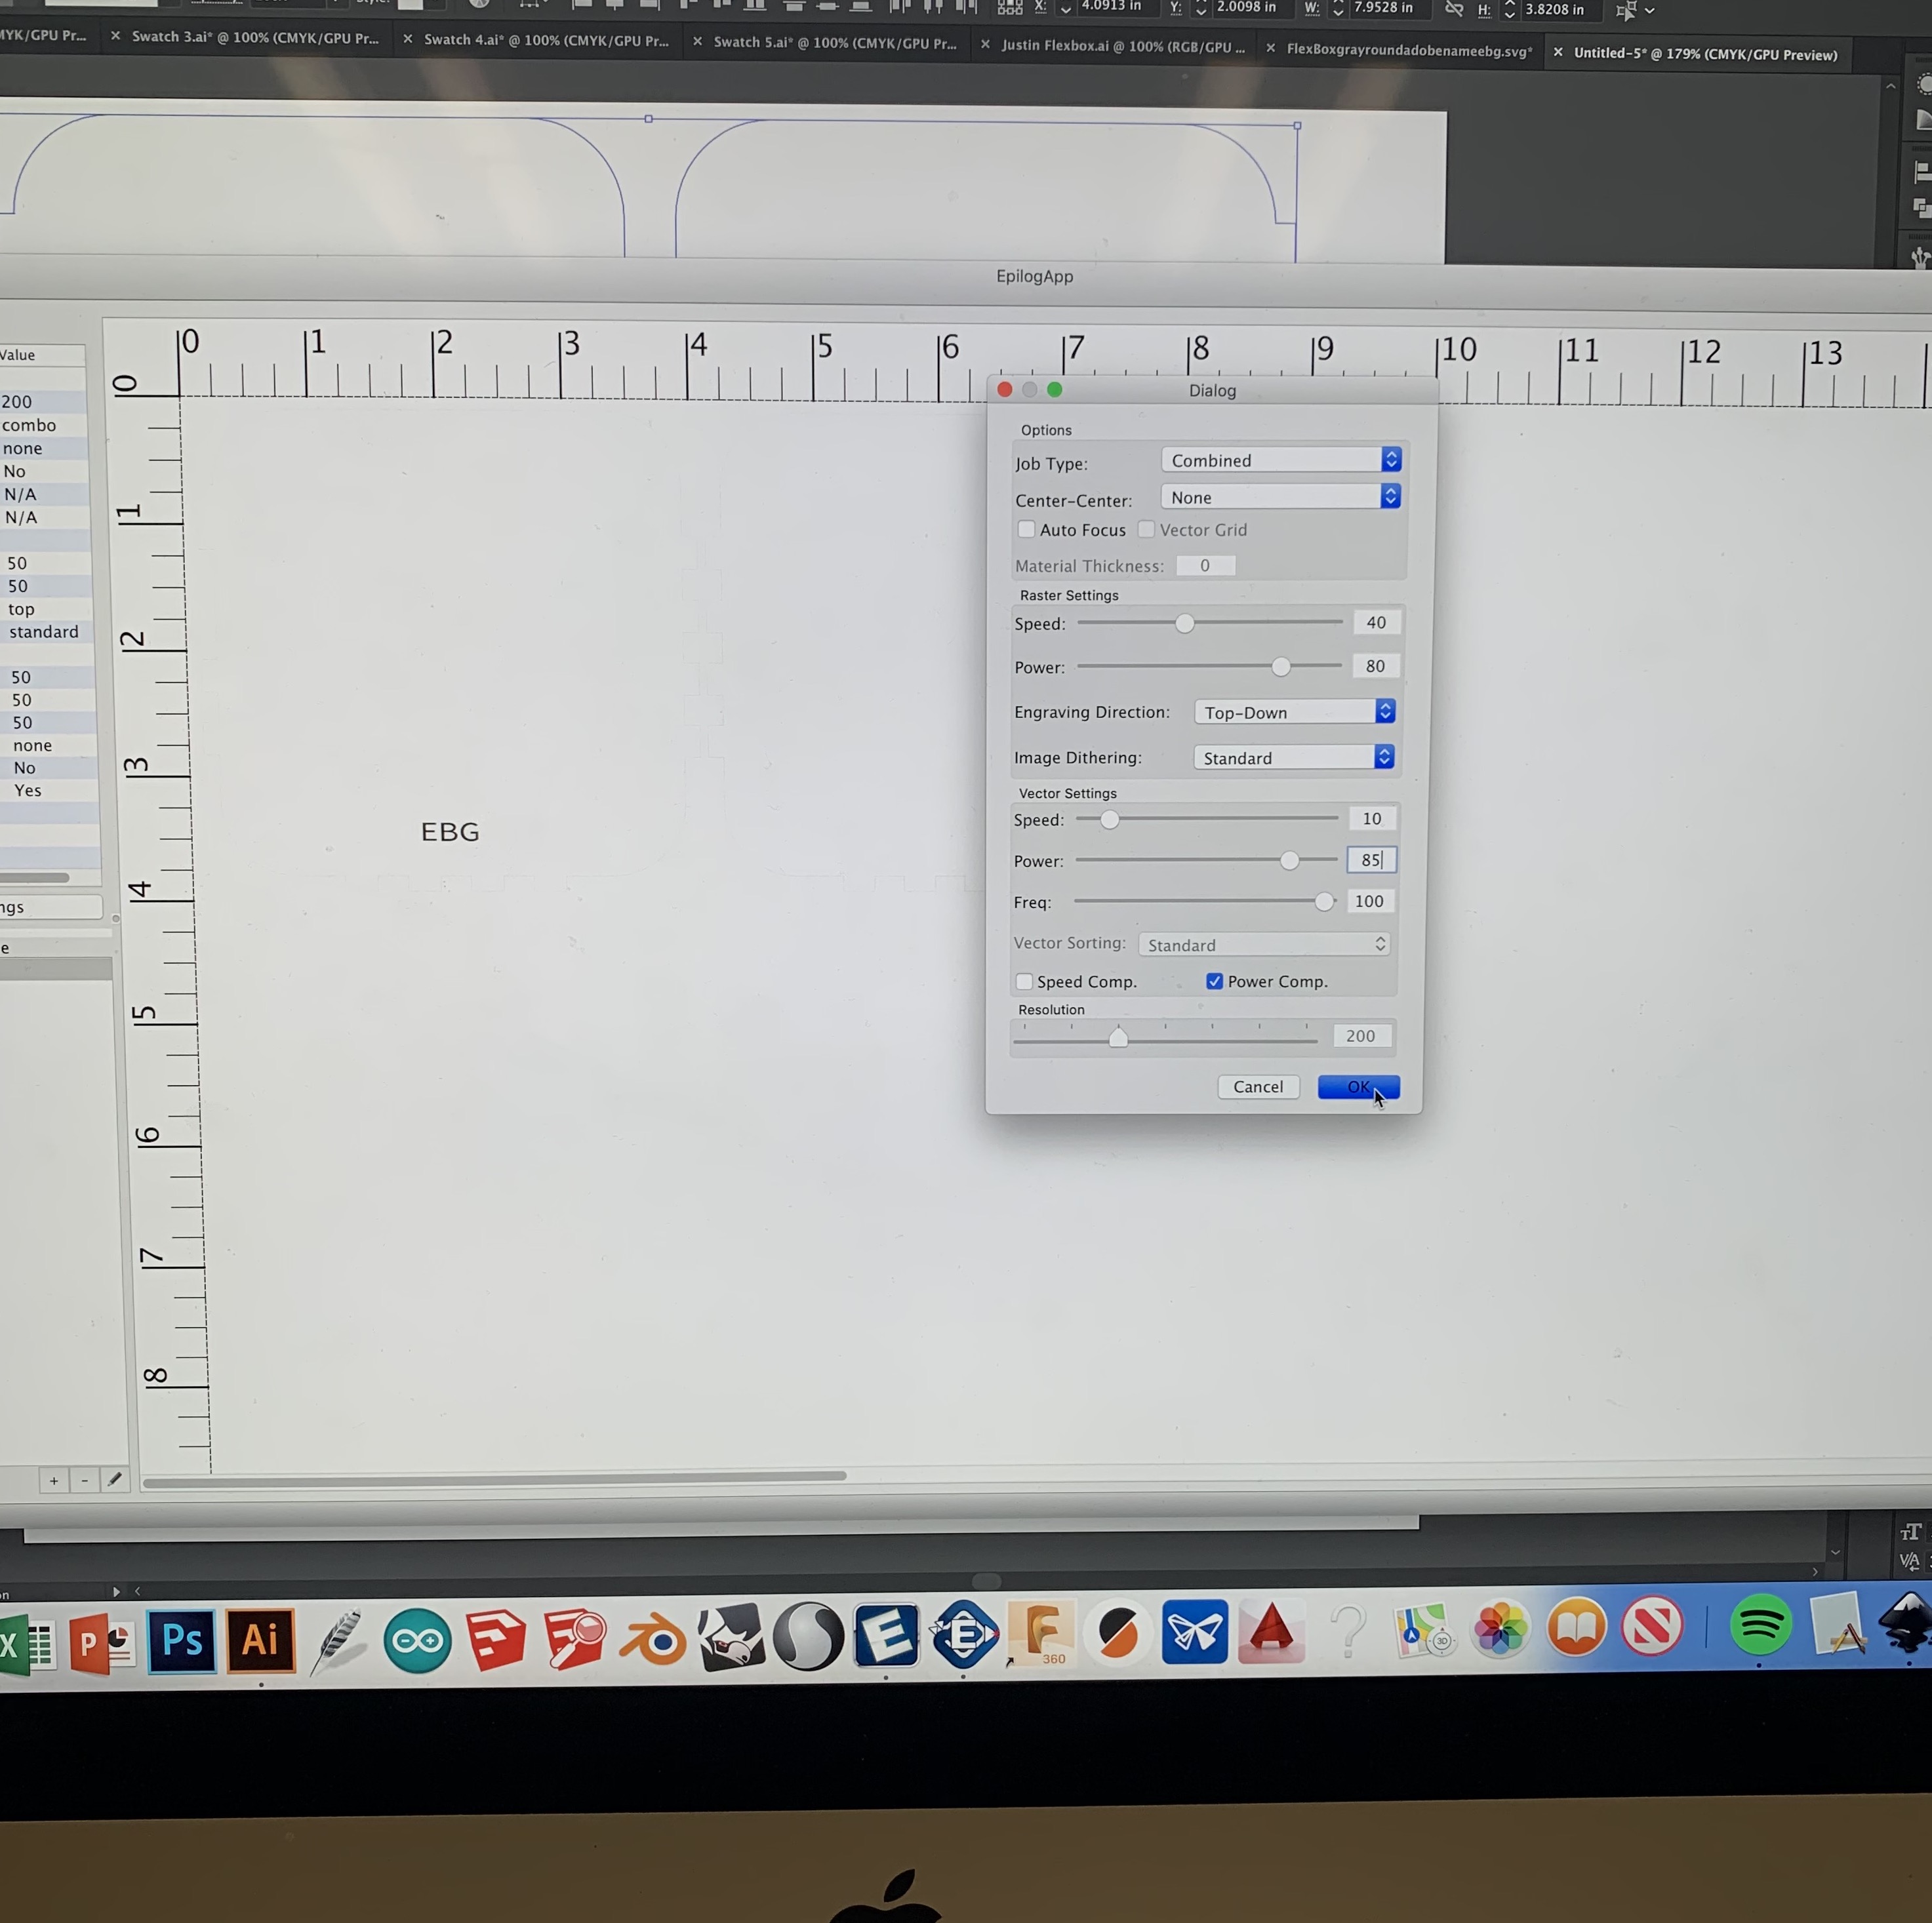 X: 4.0913 in Y: 2.0098 in W: 7.9528 in H: 3.8208 in
MYK/GPU Pr... × Swatch 3.ai* @ 100% (CMYK/GPU Pr... × Swatch 4.ai* @ 100% (CMYK/GPU Pr... × Swatch 5.ai* @ 100% (CMYK/GPU Pr... × Justin Flexbox.ai @ 100% (RGB/GPU ... × FlexBoxgrayroundadobenameebg.svg* × Untitled-5* @ 179% (CMYK/GPU Preview)
EpilogApp
0 1 2 3 4 5 6 7 8 9 10 11 12 13
0
1
2
3
4
5
6
7
8
Value
200
combo
none
No
N/A
N/A
50
50
top
standard
50
50
50
none
No
Yes
ngs
e
EBG
Dialog
Options
Job Type: Combined
Center-Center: None
Auto Focus Vector Grid
Material Thickness: 0
Raster Settings
Speed: 40
Power: 80
Engraving Direction: Top-Down
Image Dithering: Standard
Vector Settings
Speed: 10
Power: 85
Freq: 100
Vector Sorting: Standard
Speed Comp. Power Comp.
Resolution
200
Cancel OK
+ -
on
X P Ps Ai E E F 360 A ? 3D N